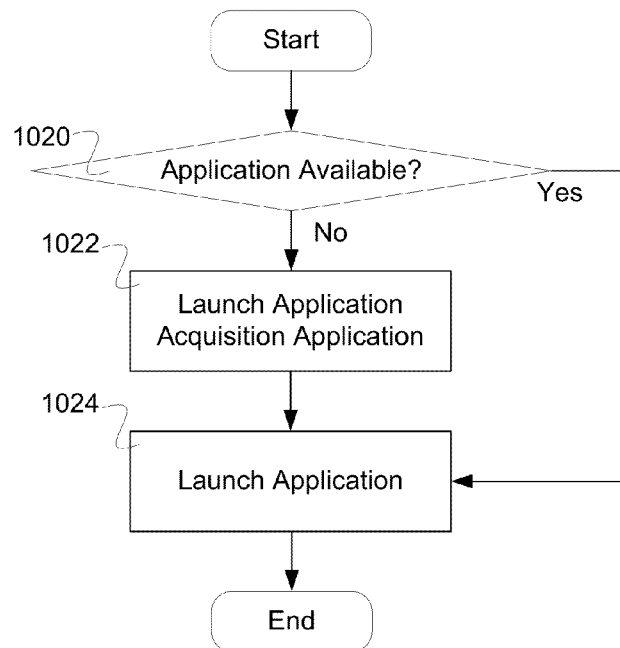 Start
1020
Application Available?
Yes
No
1022
Launch Application
Acquisition Application
1024
Launch Application
End